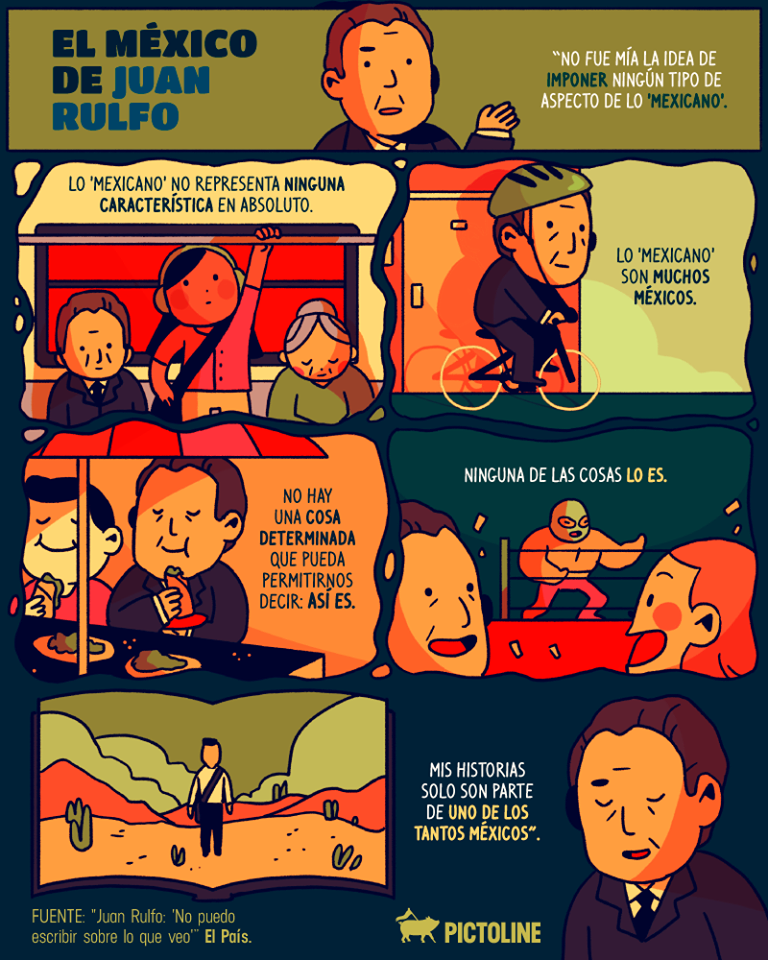 EL MÉXICO
DE JUAN
RULFO
"NO FUE MÍA LA IDEA DE
IMPONER NINGÚN TIPO DE
ASPECTO DE LO 'MEXICANO'.
LO 'MEXICANO' NO REPRESENTA NINGUNA
CARACTERÍSTICA EN ABSOLUTO.
LO 'MEXICANO'
SON MUCHOS
MÉXICOS.
NO HAY
UNA COSA
DETERMINADA
QUE PUEDA
PERMITIRNOS
DECIR: ASÍ ES.
NINGUNA DE LAS COSAS LO ES.
MIS HISTORIAS
SOLO SON PARTE
DE UNO DE LOS
TANTOS MÉXICOS".
FUENTE: "Juan Rulfo: 'No puedo
escribir sobre lo que veo'" El País.
PICTOLINE